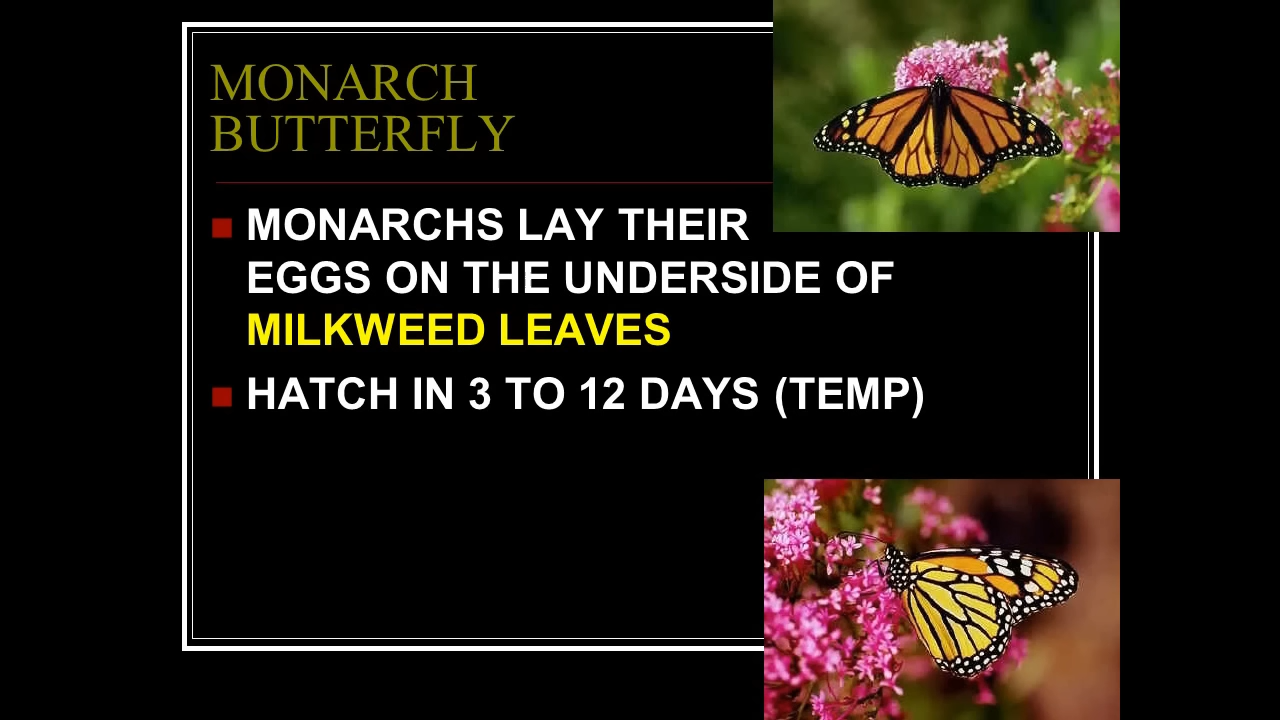 MONARCH
BUTTERFLY
MONARCHS LAY THEIR
EGGS ON THE UNDERSIDE OF
MILKWEED LEAVES
HATCH IN 3 TO 12 DAYS (TEMP)